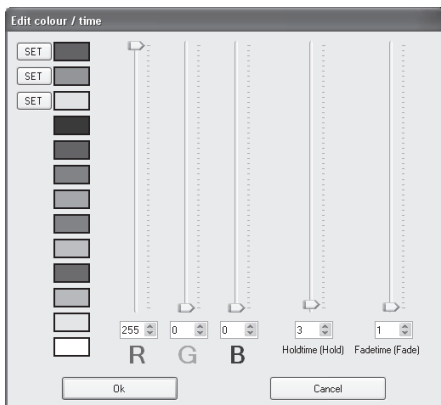 Edit colour / time
SET
SET
SET
255 0 0 3 1
R G B Holdtime (Hold) Fadetime (Fade)
Ok Cancel